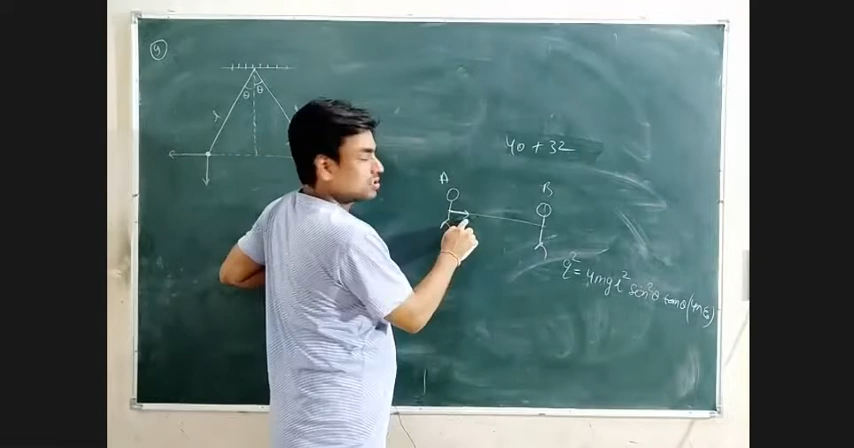 9
θ θ
l
40 + 32
A
B
q² = 4mgl² sin²θ tanθ (4πε₀)